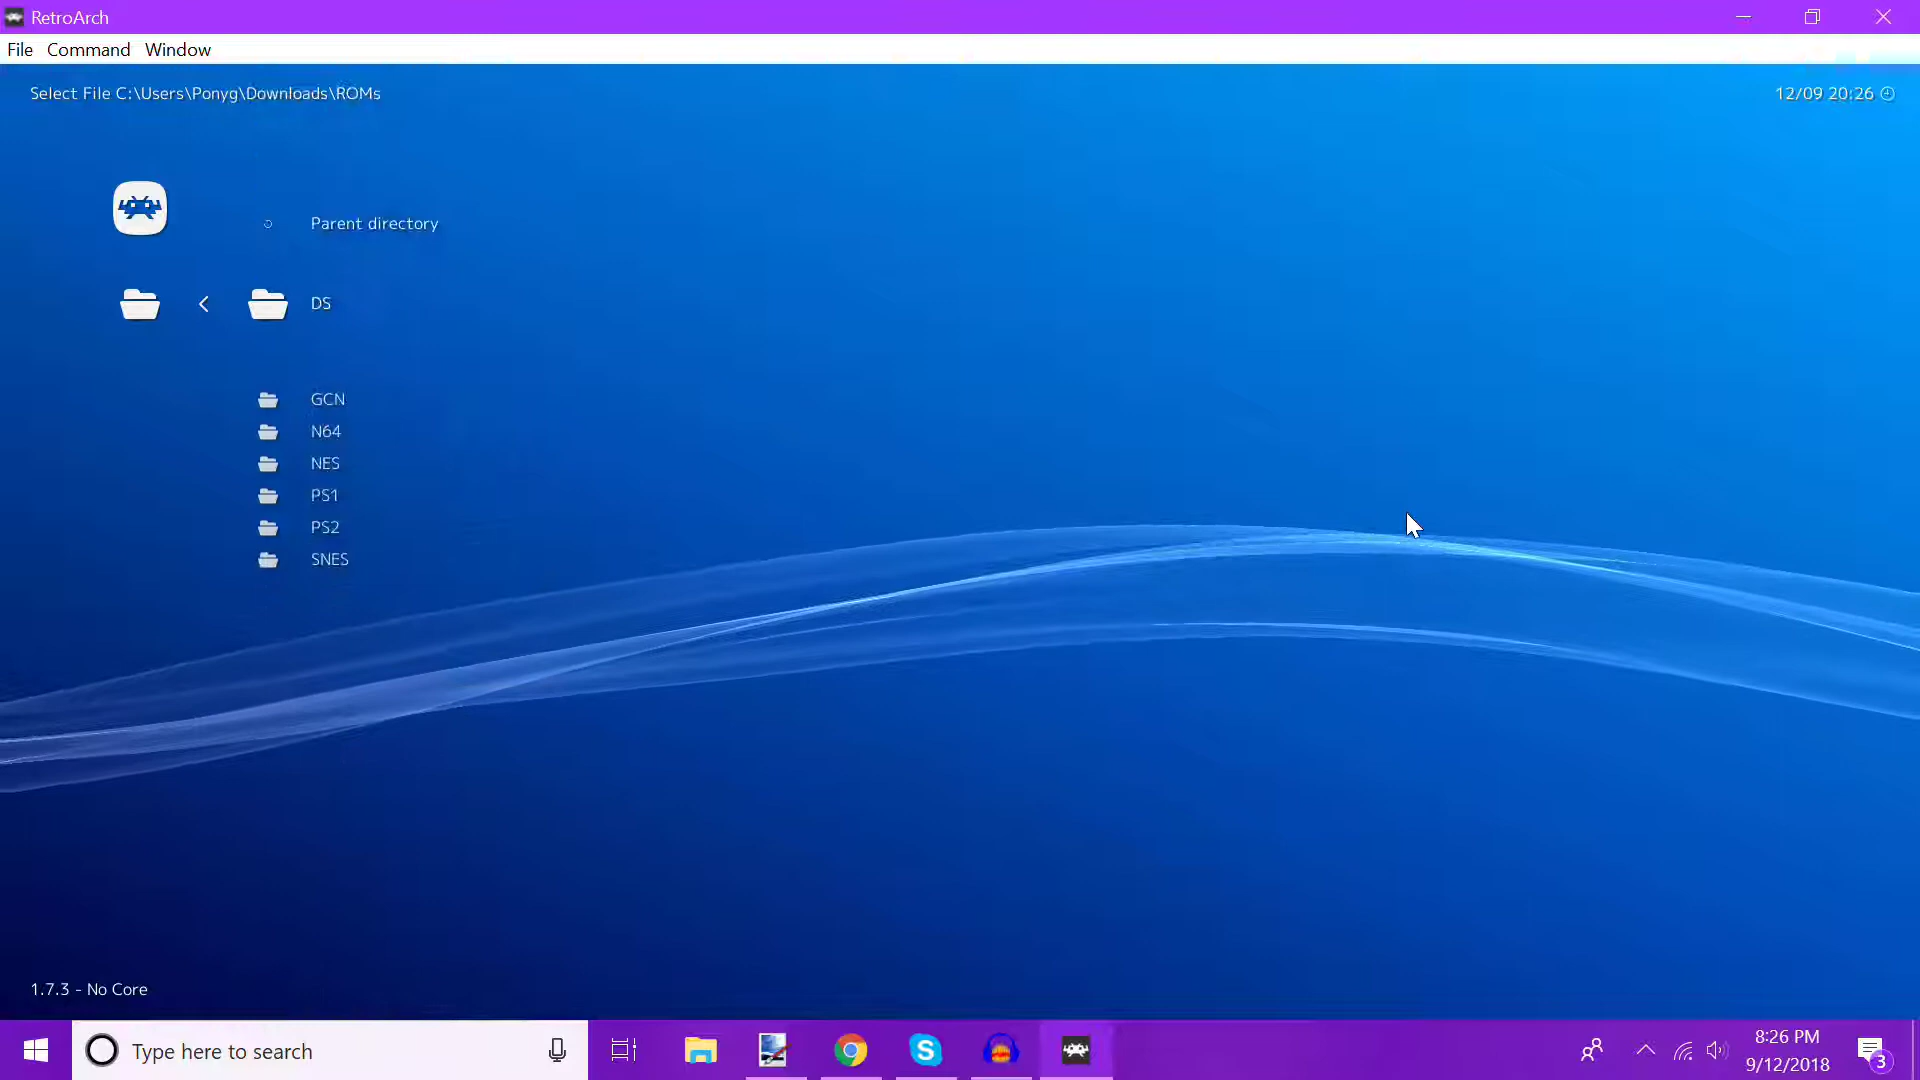 RetroArch
File Command Window
Select File C:\Users\Ponyg\Downloads\ROMs
12/09 20:26
Parent directory
DS
GCN
N64
NES
PS1
PS2
SNES
1.7.3 - No Core
Type here to search
S
8:26 PM
9/12/2018
3